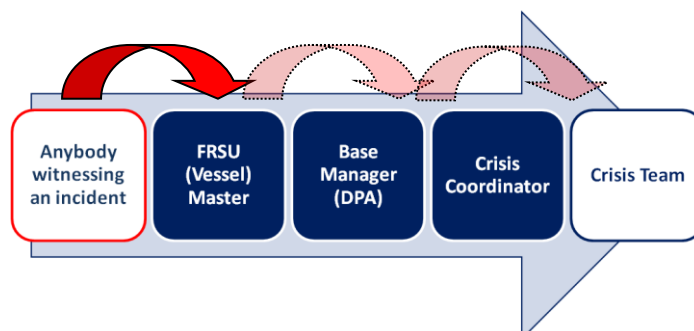 Anybody
witnessing
an incident
FRSU
(Vessel)
Master
Base
Manager
(DPA)
Crisis
Coordinator
Crisis Team